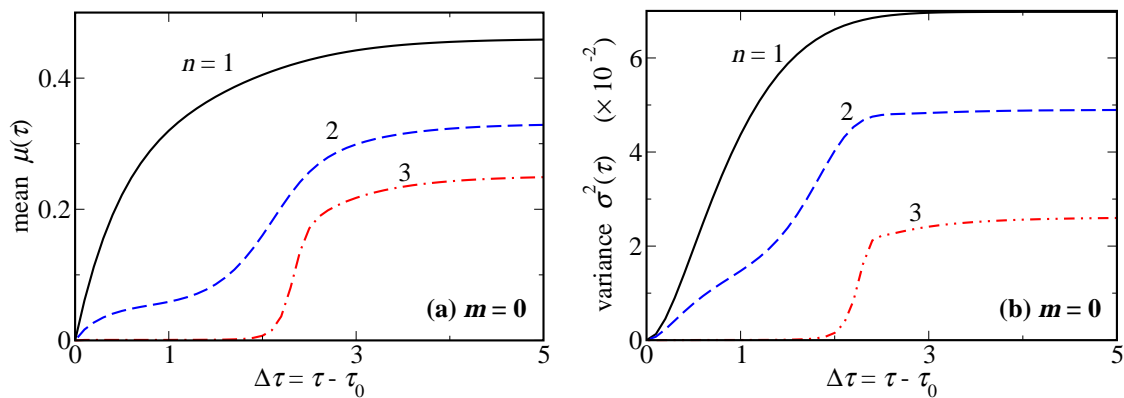 mean μ(τ)
0.4
0.2
0
n = 1
2
3
(a) m = 0
0 1 3 5
Δτ = τ - τ₀
variance σ²(τ) (× 10⁻²)
6
4
2
0
n = 1
2
3
(b) m = 0
0 1 3 5
Δτ = τ - τ₀